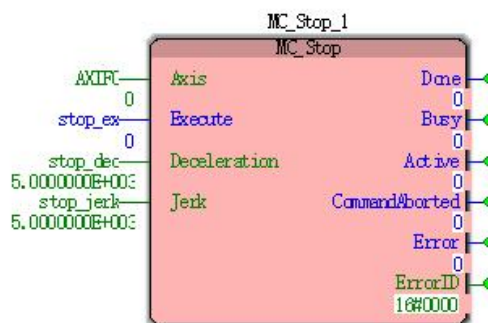 MC_Stop_1
MC_Stop
AXIFC Axis Done
0 0
stop_ex Execute Busy
0 0
stop_dec Deceleration Active
5.0000000E+003 0
stop_jerk Jerk CommandAborted
5.0000000E+003 0
Error
0
ErrorID
16#0000